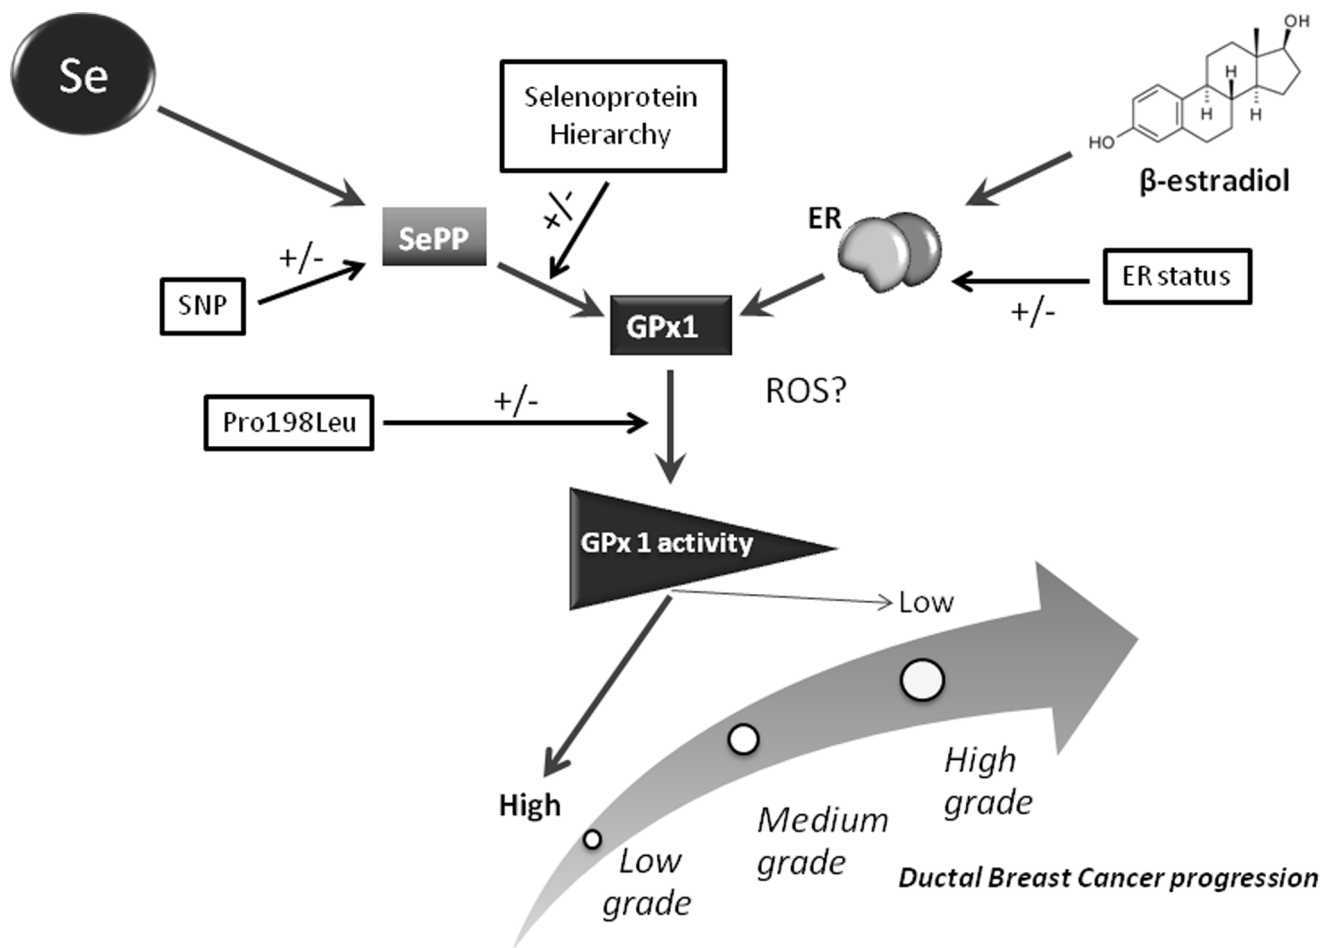 Se
Selenoprotein
Hierarchy
OH
H
H
H
HO
β-estradiol
+/-
SePP
ER
+/-
SNP
ER status
+/-
GPx1
ROS?
Pro198Leu
+/-
GPx 1 activity
Low
High
High
grade
Medium
grade
Low
grade
Ductal Breast Cancer progression